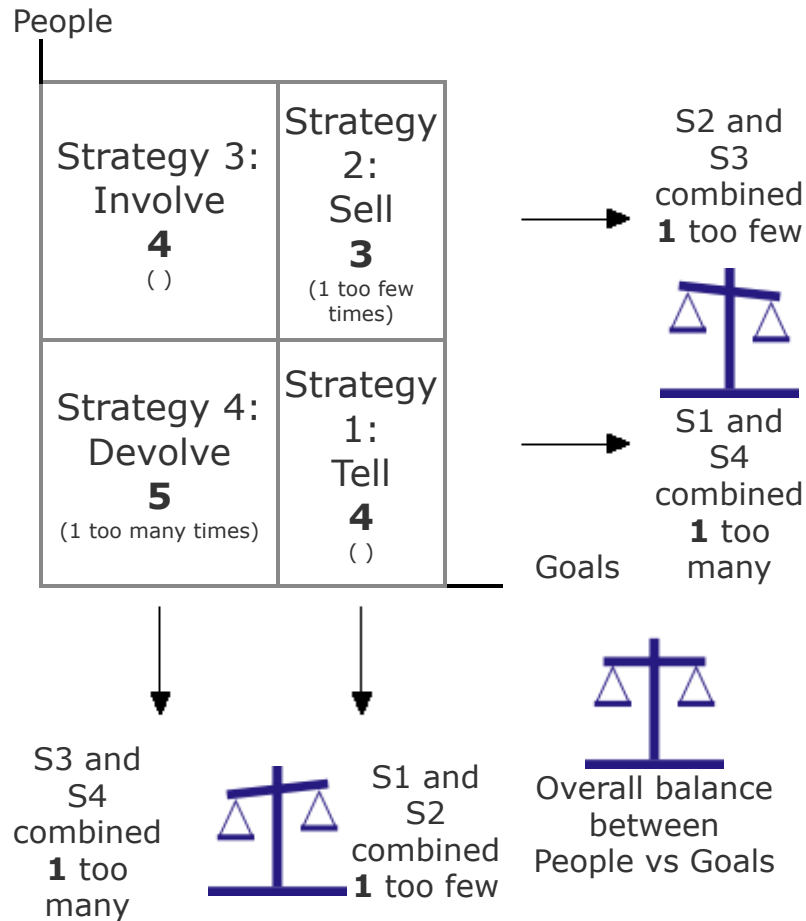 People
Strategy 3:
Involve
4
( )
Strategy
2:
Sell
3
(1 too few
times)
S2 and
S3
combined
1 too few
Strategy 4:
Devolve
5
(1 too many times)
Strategy
1:
Tell
4
( )
S1 and
S4
combined
1 too
many
Goals
S3 and
S4
combined
1 too
many
S1 and
S2
combined
1 too few
Overall balance
between
People vs Goals